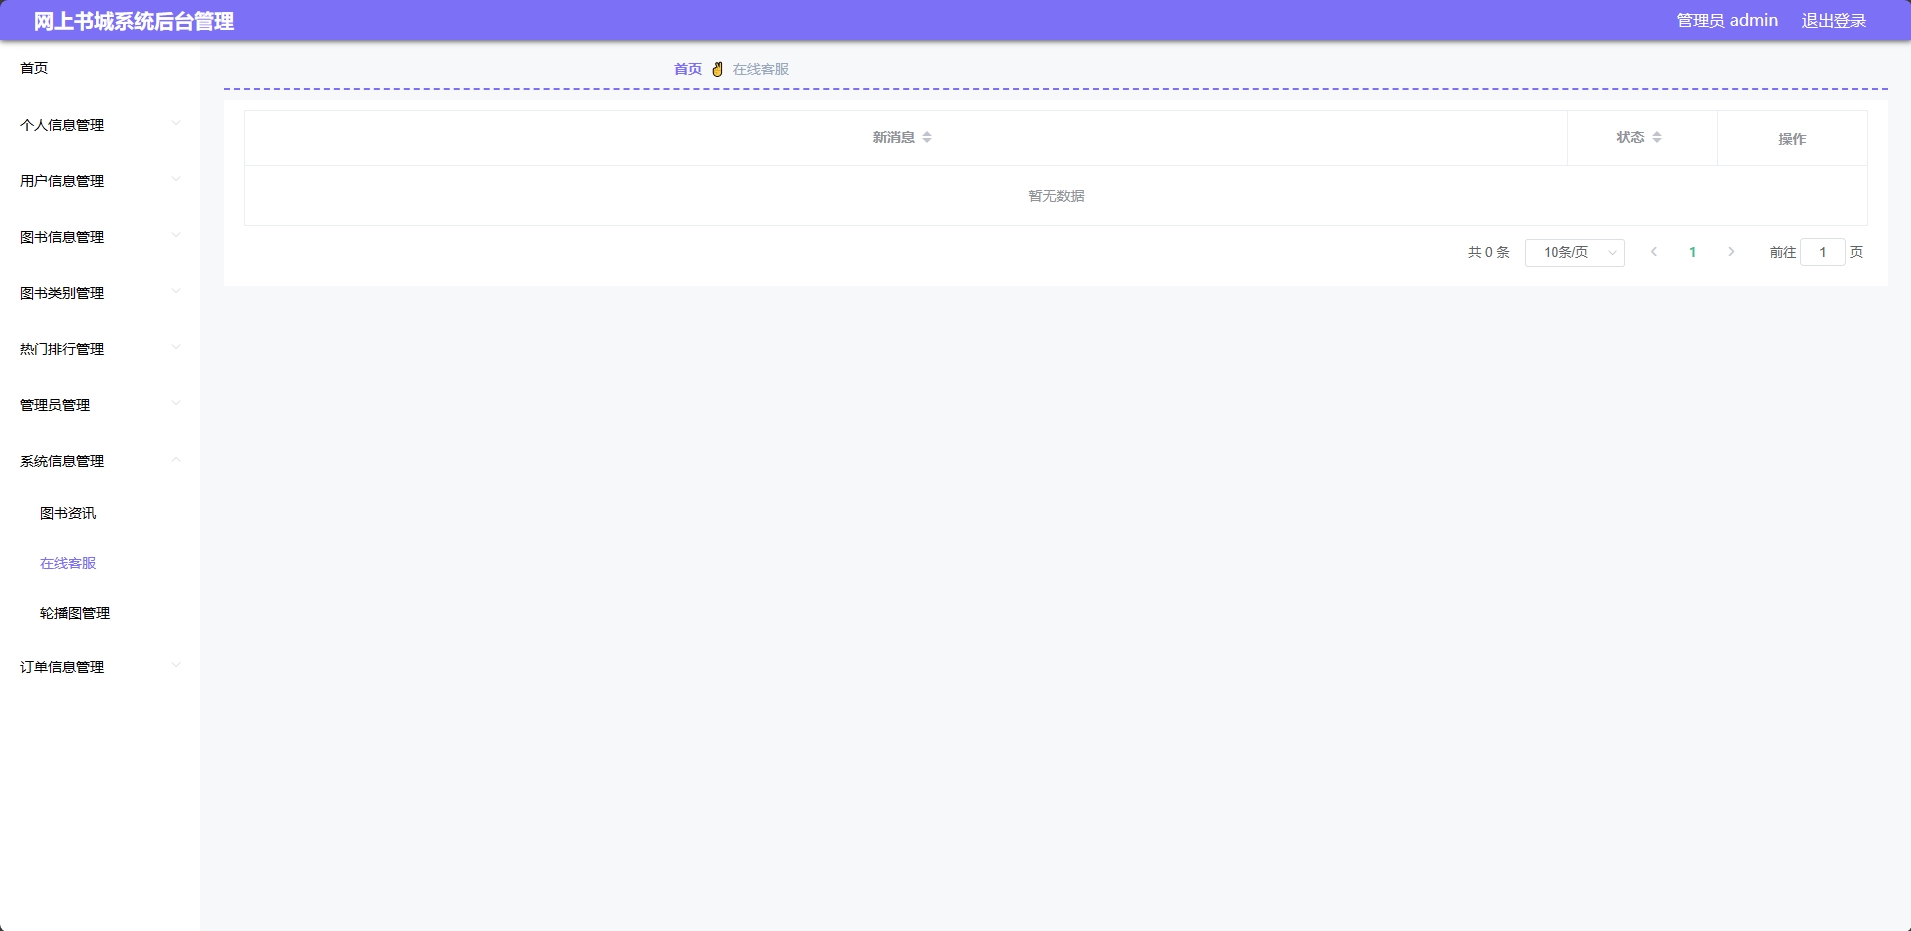 网上书城系统后台管理
管理员 admin 退出登录
首页
个人信息管理
用户信息管理
图书信息管理
图书类别管理
热门排行管理
管理员管理
系统信息管理
图书资讯
在线客服
轮播图管理
订单信息管理
首页 ✌ 在线客服
新消息 状态 操作
暂无数据
共 0 条 10条/页 1 前往 1 页